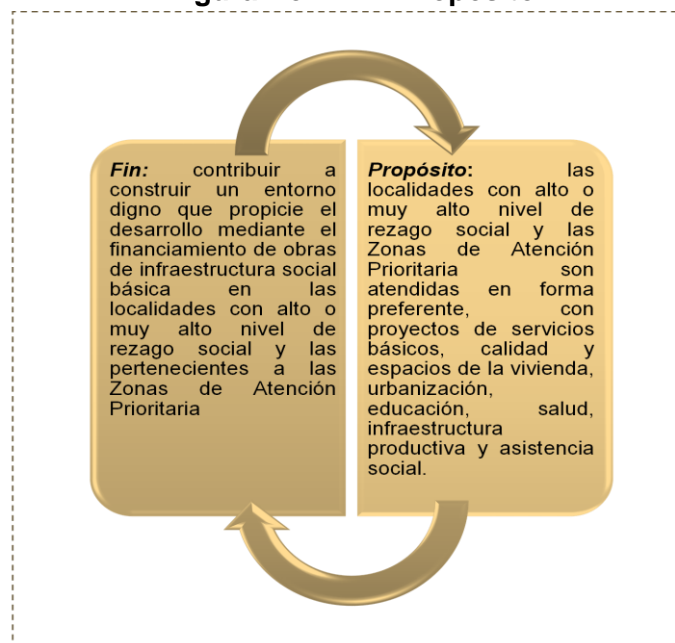 Fin: contribuir a
construir un entorno
digno que propicie el
desarrollo mediante el
financiamiento de obras
de infraestructura social
básica en las
localidades con alto o
muy alto nivel de
rezago social y las
pertenecientes a las
Zonas de Atención
Prioritaria
Propósito: las
localidades con alto o
muy alto nivel de
rezago social y las
Zonas de Atención
Prioritaria son
atendidas en forma
preferente, con
proyectos de servicios
básicos, calidad y
espacios de la vivienda,
urbanización,
educación, salud,
infraestructura
productiva y asistencia
social.